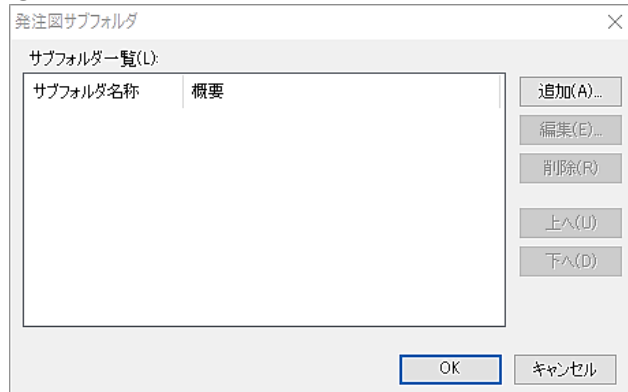 発注図サブフォルダ
サブフォルダ一覧(L):
サブフォルダ名称 概要
追加(A)...
編集(E)...
削除(R)
上へ(U)
下へ(D)
OK キャンセル